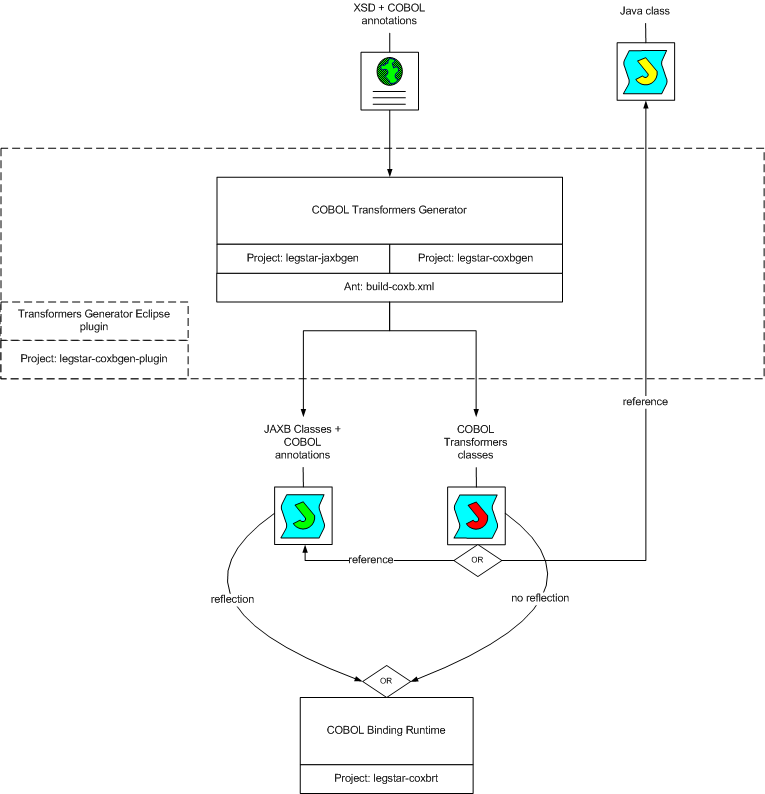 XSD + COBOL
annotations
Java class
COBOL Transformers Generator
Project: legstar-jaxbgen
Project: legstar-coxbgen
Ant: build-coxb.xml
Transformers Generator Eclipse
plugin
Project: legstar-coxbgen-plugin
reference
JAXB Classes +
COBOL
annotations
COBOL
Transformers
classes
reference
OR
reflection
no reflection
OR
COBOL Binding Runtime
Project: legstar-coxbrt